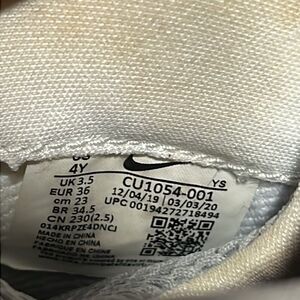 4Y
UK 3.5
EUR 36
cm 23
BR 34.5
CN 230(2.5)
CU1054-001
YS
12/04/19 03/03/20
UPC 00194272718494
014KRPZE4DNCJ
MADE IN CHINA
HECHO EN CHINA
FABRIQUÉ EN CHINE